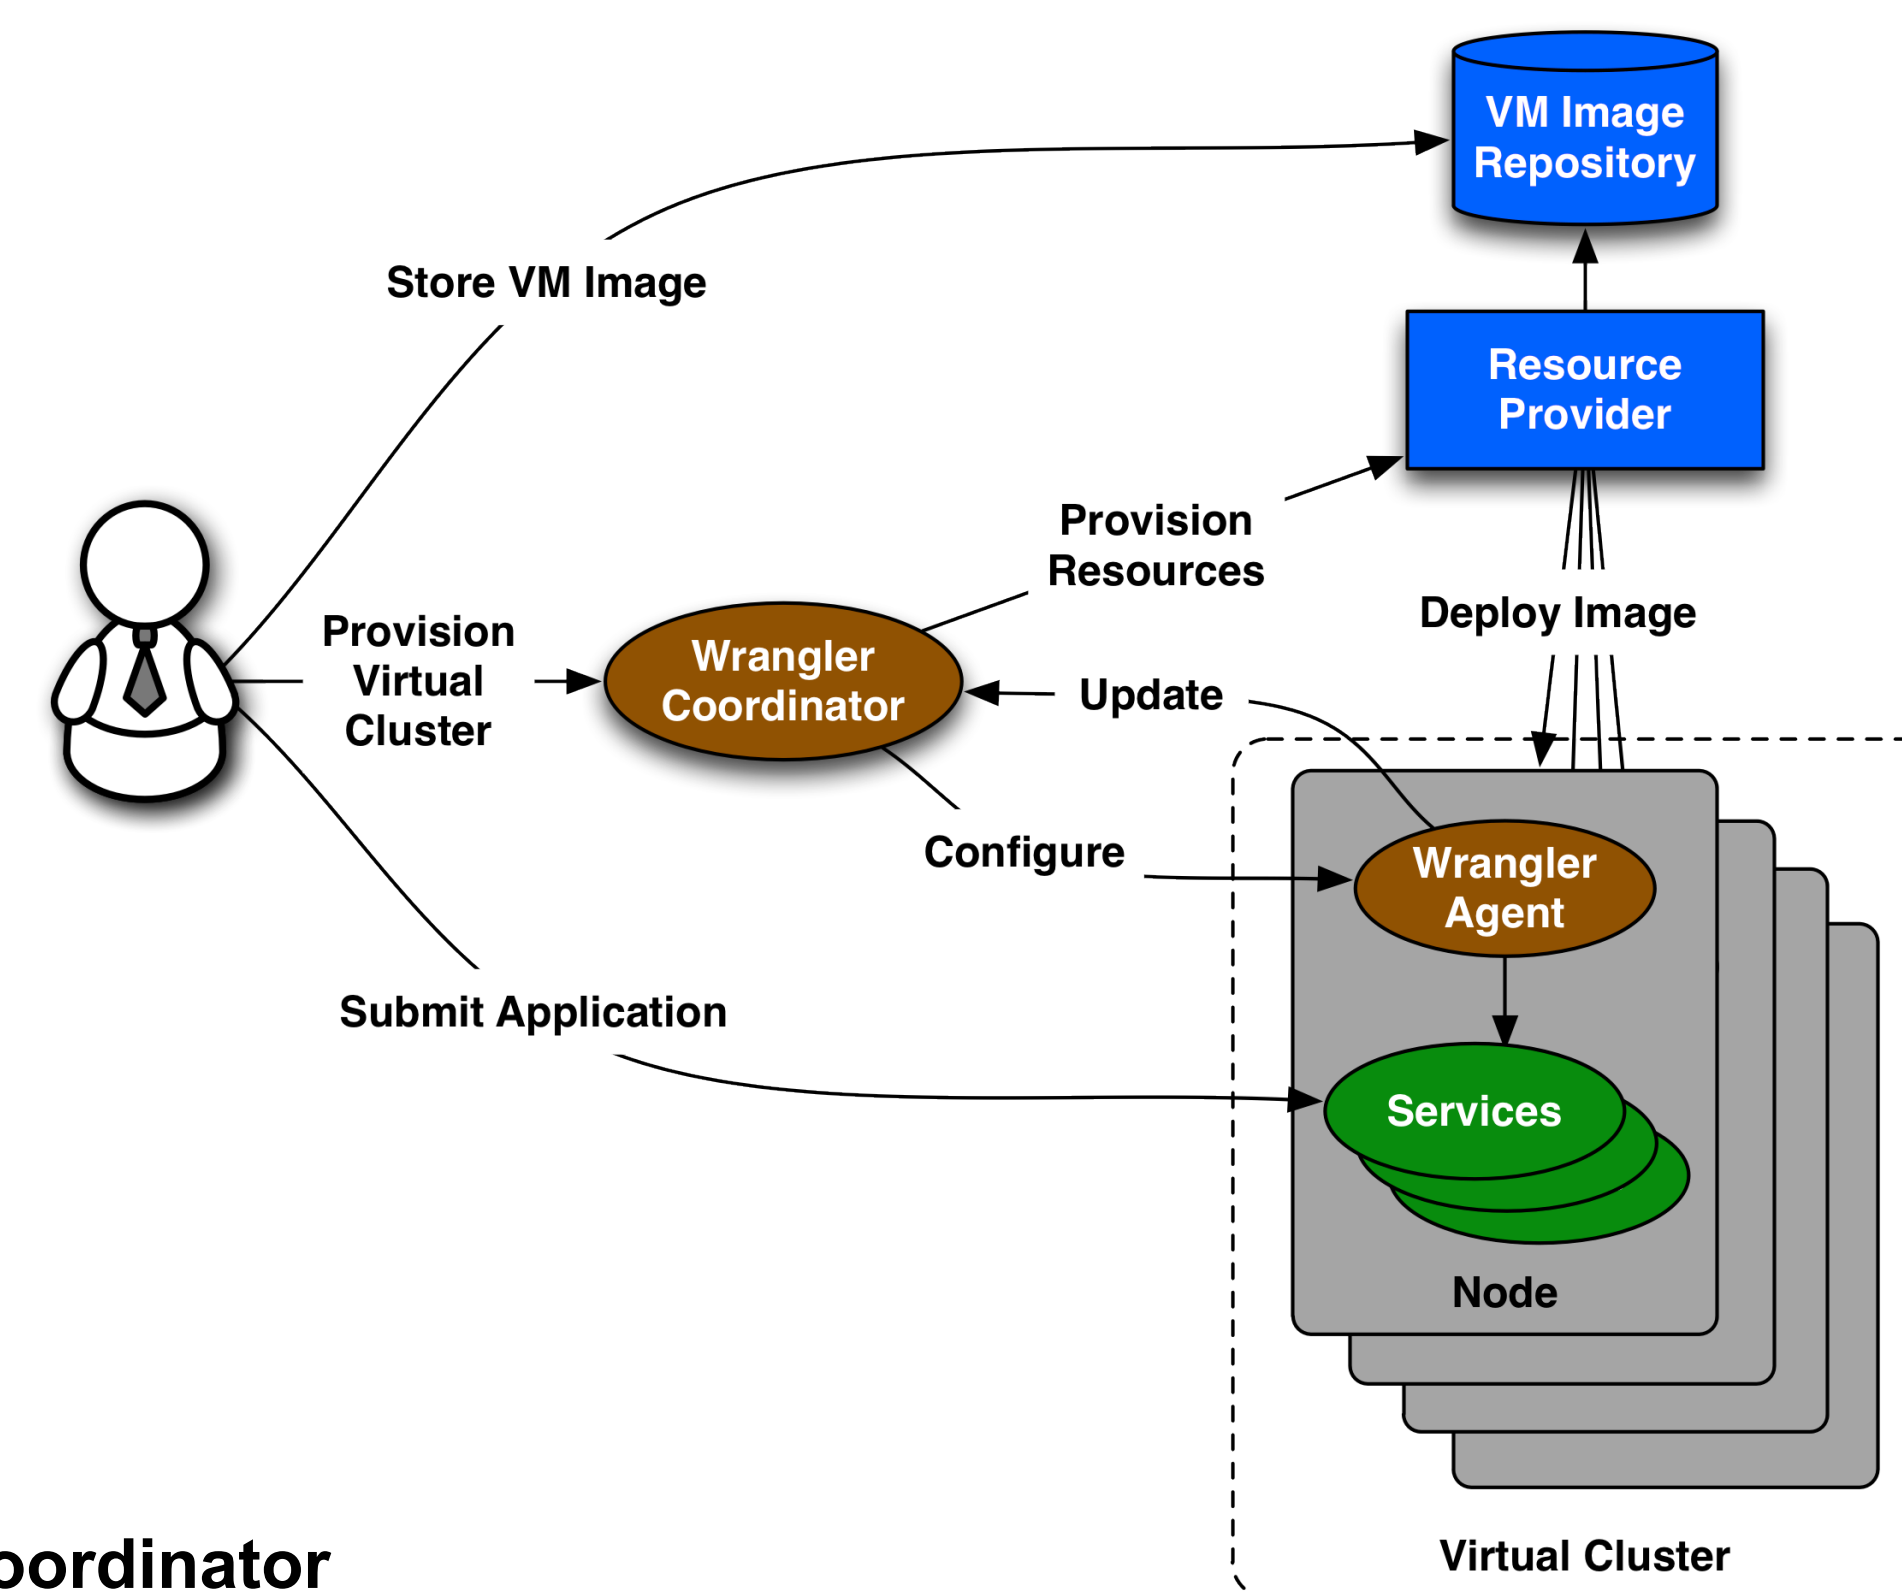 VM Image
Repository
Store VM Image
Resource
Provider
Provision
Resources
Deploy Image
Provision
Virtual
Cluster
Wrangler
Coordinator
Update
Configure
Wrangler
Agent
Submit Application
Services
Node
Virtual Cluster
oordinator